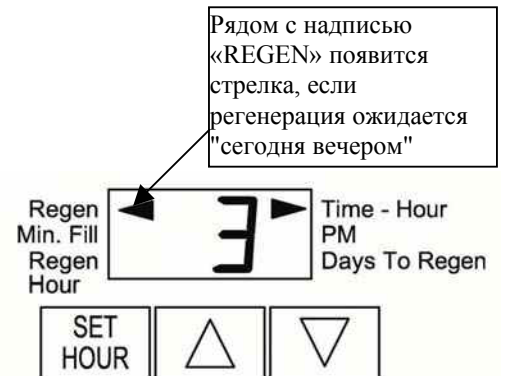 Рядом с надписью
«REGEN» появится
стрелка, если
регенерация ожидается
"сегодня вечером"
Regen
Min. Fill
Regen
Hour
3
Time - Hour
PM
Days To Regen
SET
HOUR